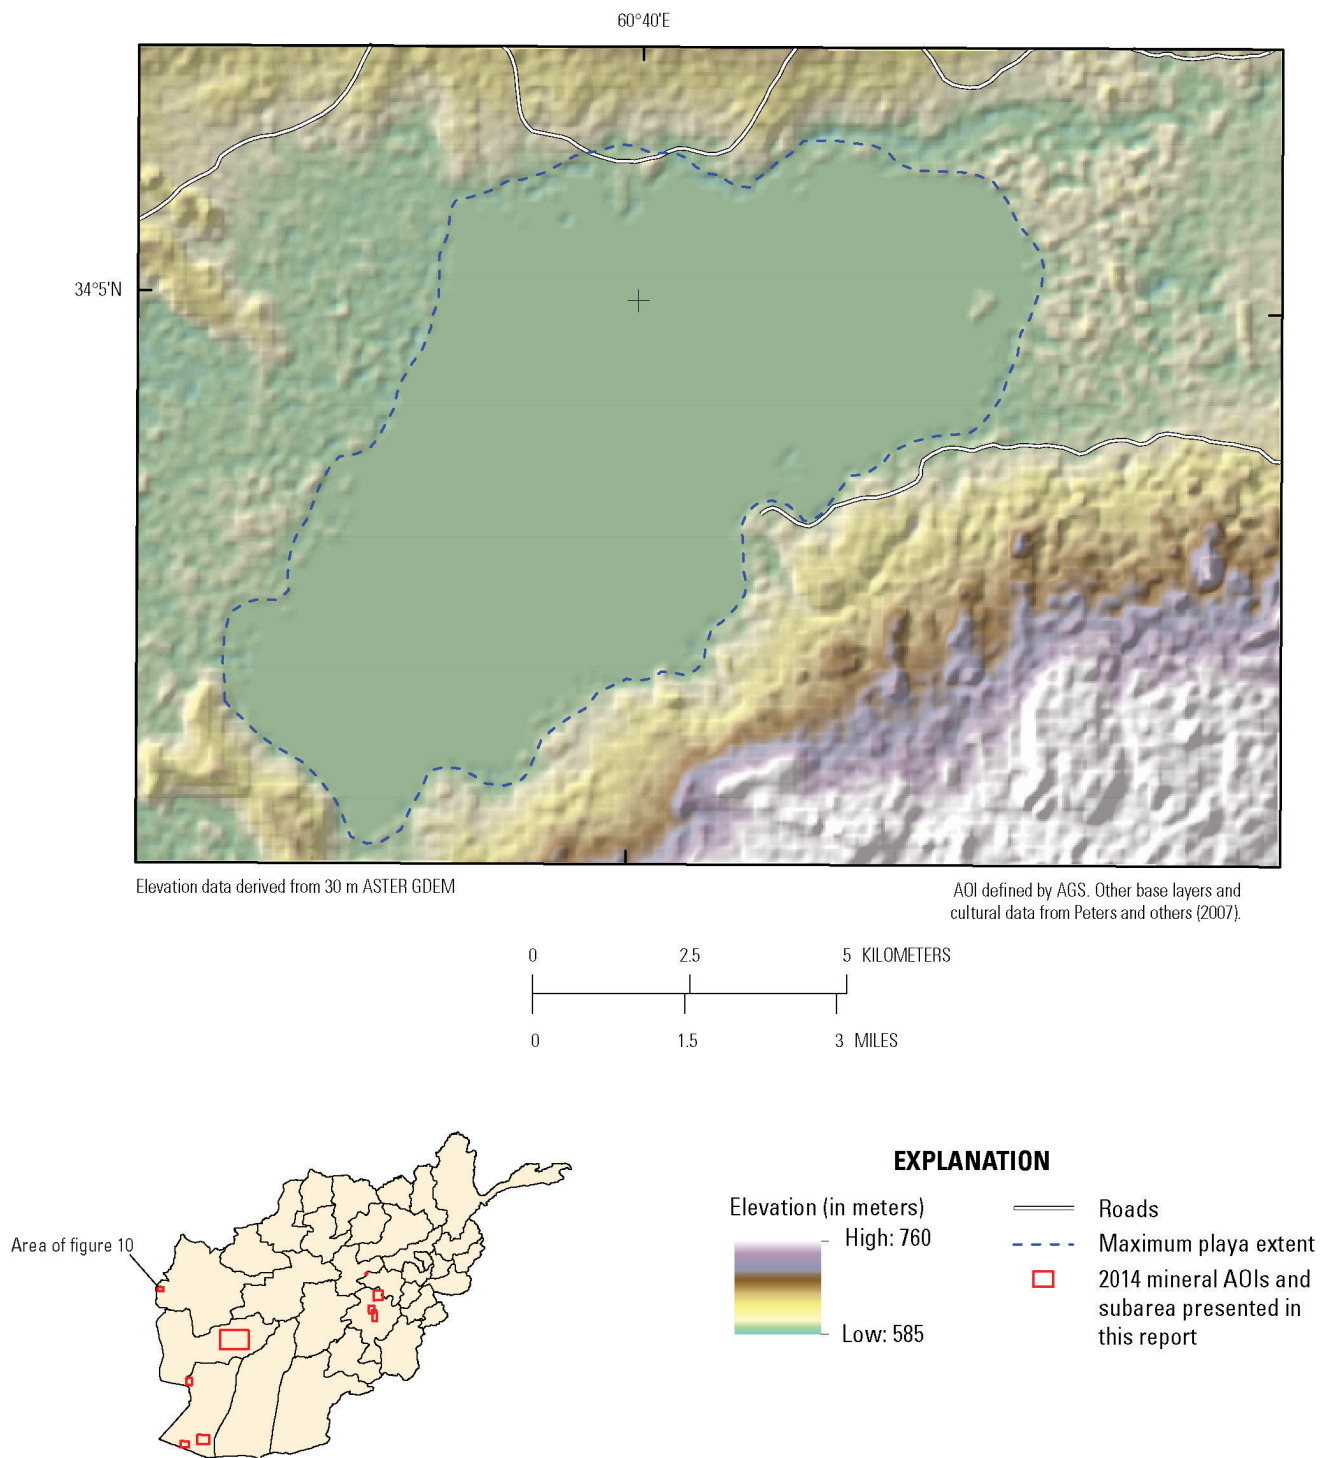 60°40'E
34°5'N
Elevation data derived from 30 m ASTER GDEM
AOI defined by AGS. Other base layers and
cultural data from Peters and others (2007).
0 2.5 5 KILOMETERS
0 1.5 3 MILES
Area of figure 10
EXPLANATION
Elevation (in meters)
High: 760
Low: 585
Roads
Maximum playa extent
2014 mineral AOIs and
subarea presented in
this report